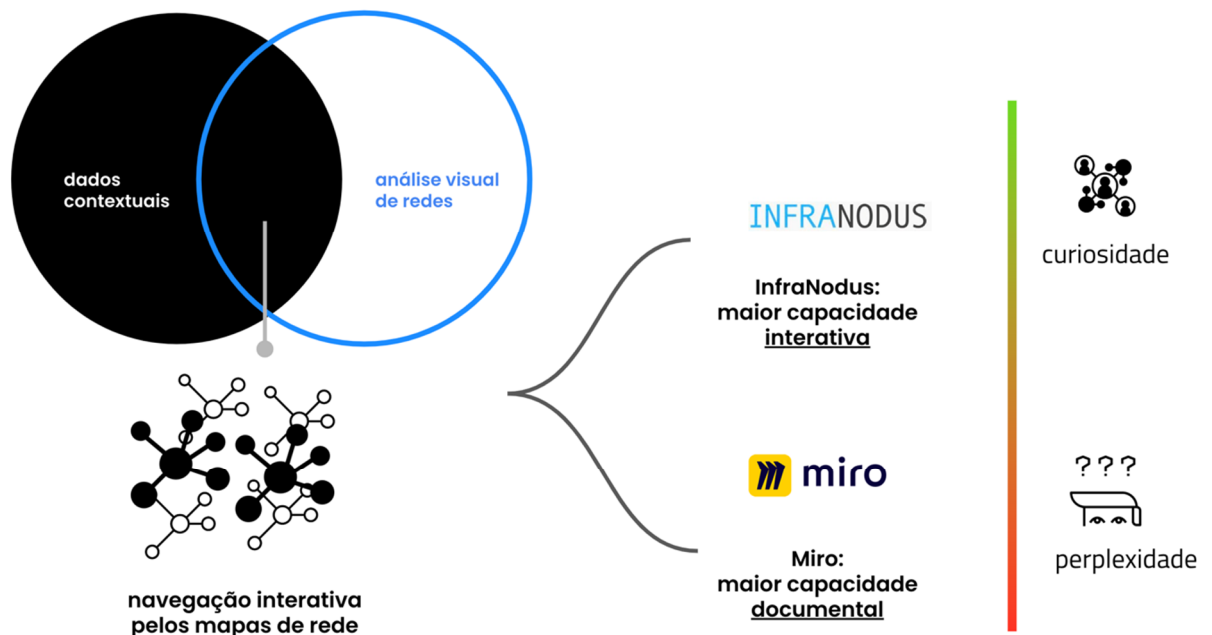 dados
contextuais
análise visual
de redes
navegação interativa
pelos mapas de rede
INFRANODUS
InfraNodus:
maior capacidade
interativa
miro
Miro:
maior capacidade
documental
curiosidade
? ? ?
perplexidade